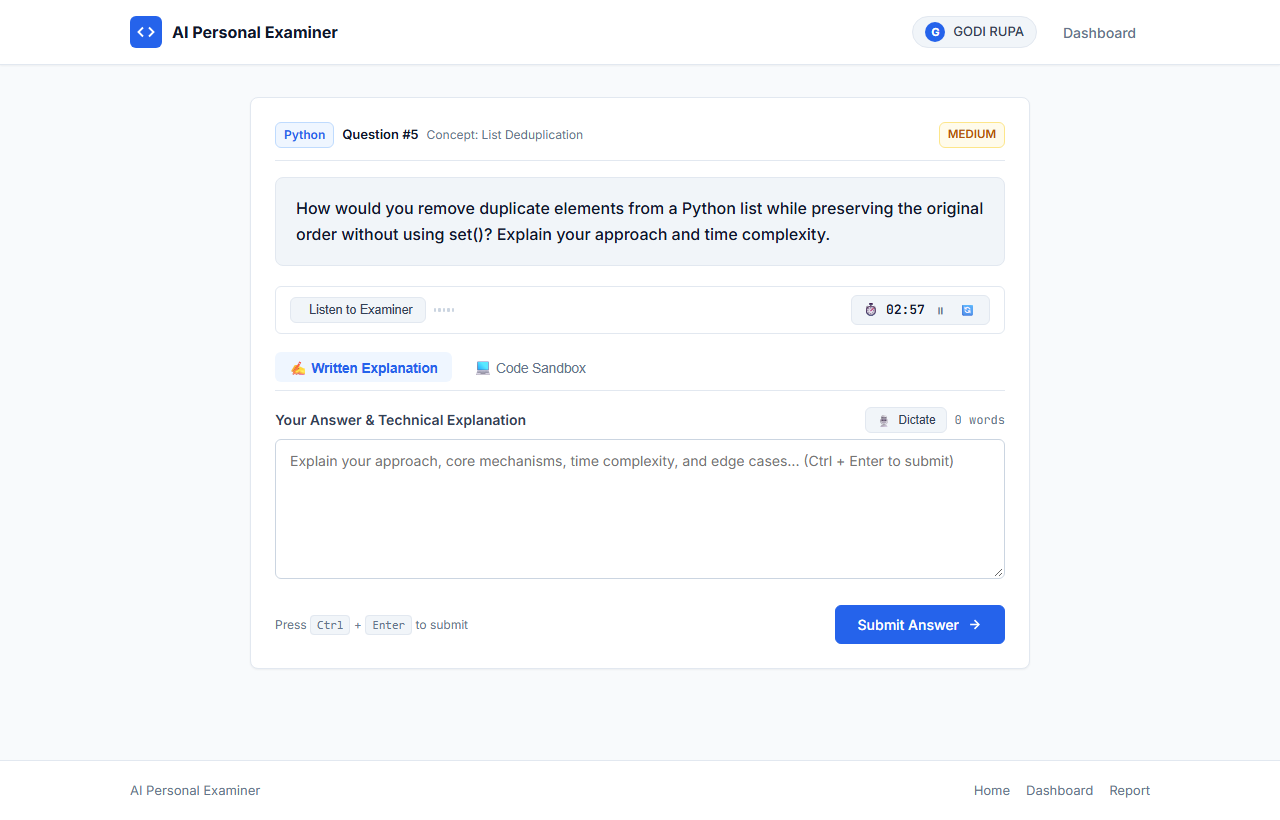 AI Personal Examiner
G GODI RUPA
Dashboard
Python Question #5 Concept: List Deduplication
MEDIUM
How would you remove duplicate elements from a Python list while preserving the original
order without using set()? Explain your approach and time complexity.
Listen to Examiner
02:57
Written Explanation
Code Sandbox
Your Answer & Technical Explanation
Dictate
0 words
Explain your approach, core mechanisms, time complexity, and edge cases... (Ctrl + Enter to submit)
Press Ctrl + Enter to submit
Submit Answer →
AI Personal Examiner
Home Dashboard Report